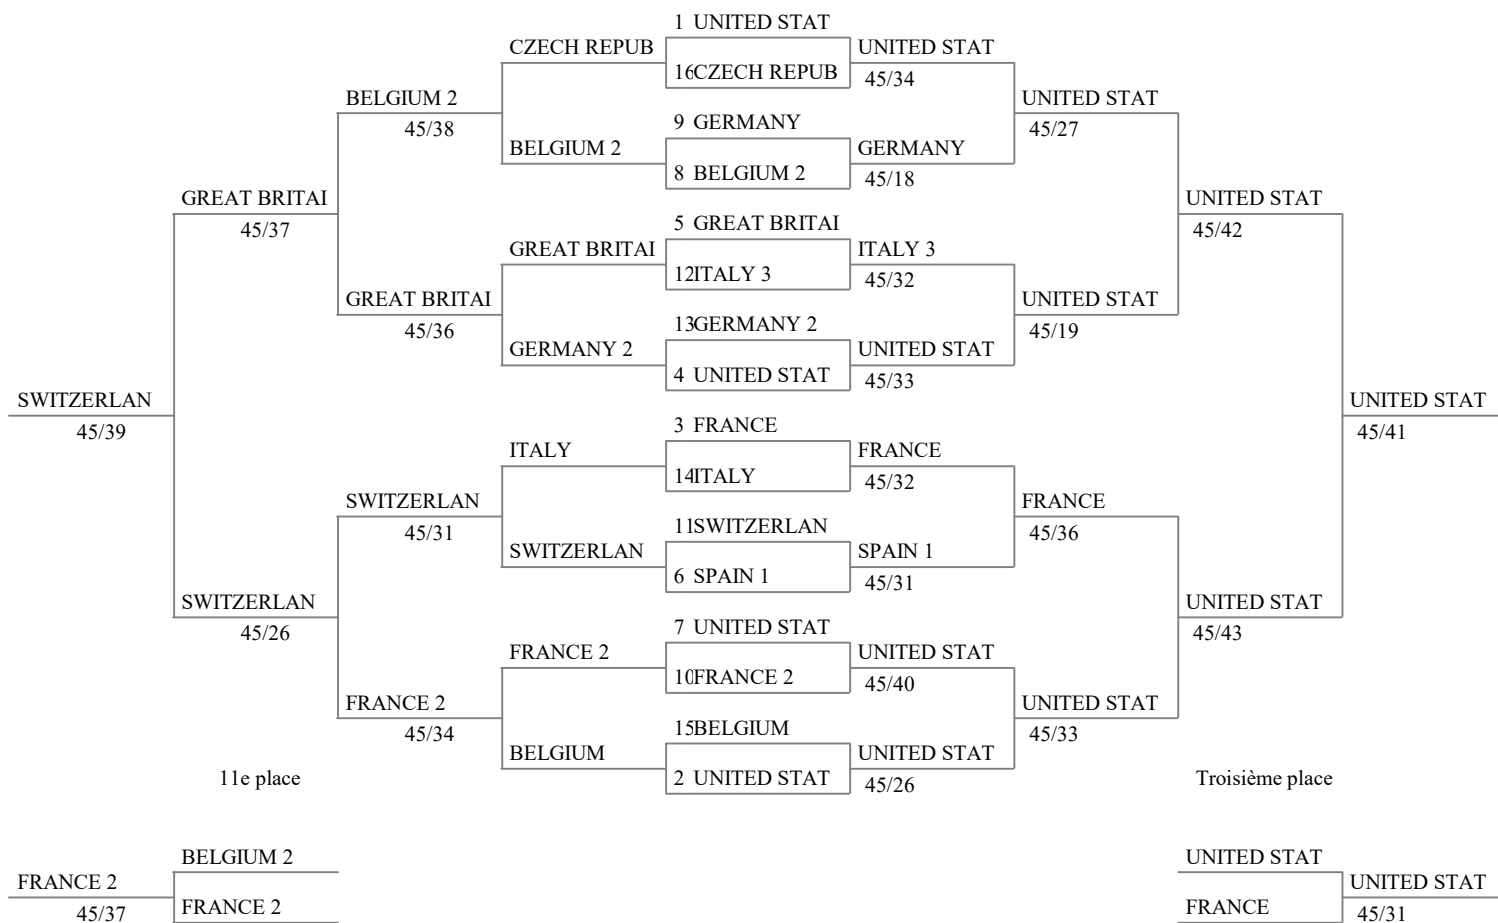 1 UNITED STAT
CZECH REPUB
UNITED STAT
16CZECH REPUB
45/34
BELGIUM 2
UNITED STAT
45/38
9 GERMANY
45/27
BELGIUM 2
GERMANY
8 BELGIUM 2
45/18
GREAT BRITAI
UNITED STAT
45/37
5 GREAT BRITAI
45/42
GREAT BRITAI
ITALY 3
12ITALY 3
45/32
GREAT BRITAI
UNITED STAT
45/36
13GERMANY 2
45/19
GERMANY 2
UNITED STAT
4 UNITED STAT
45/33
SWITZERLAN
UNITED STAT
45/39
3 FRANCE
45/41
ITALY
FRANCE
14ITALY
45/32
SWITZERLAN
FRANCE
45/31
11SWITZERLAN
45/36
SWITZERLAN
SPAIN 1
6 SPAIN 1
45/31
SWITZERLAN
UNITED STAT
45/26
7 UNITED STAT
45/43
FRANCE 2
UNITED STAT
10FRANCE 2
45/40
FRANCE 2
UNITED STAT
45/34
15BELGIUM
45/33
BELGIUM
UNITED STAT
11e place
2 UNITED STAT
45/26
Troisième place
BELGIUM 2
UNITED STAT
FRANCE 2
UNITED STAT
45/37
FRANCE 2
FRANCE
45/31